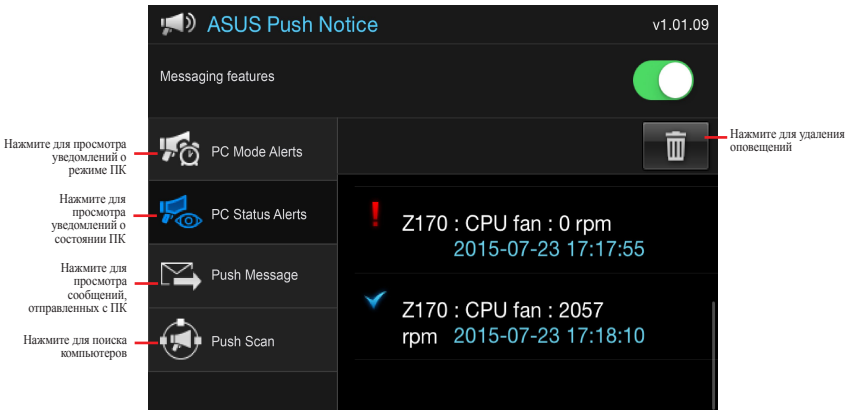 ASUS Push Notice
v1.01.09
Messaging features
Нажмите для просмотра
уведомлений о
режиме ПК
PC Mode Alerts
Нажмите для удаления
оповещений
Нажмите для
просмотра
уведомлений о
состоянии ПК
PC Status Alerts
Z170 : CPU fan : 0 rpm
2015-07-23 17:17:55
Нажмите для
просмотра
сообщений,
отправленных с ПК
Push Message
Z170 : CPU fan : 2057
rpm 2015-07-23 17:18:10
Нажмите для поиска
компьютеров
Push Scan